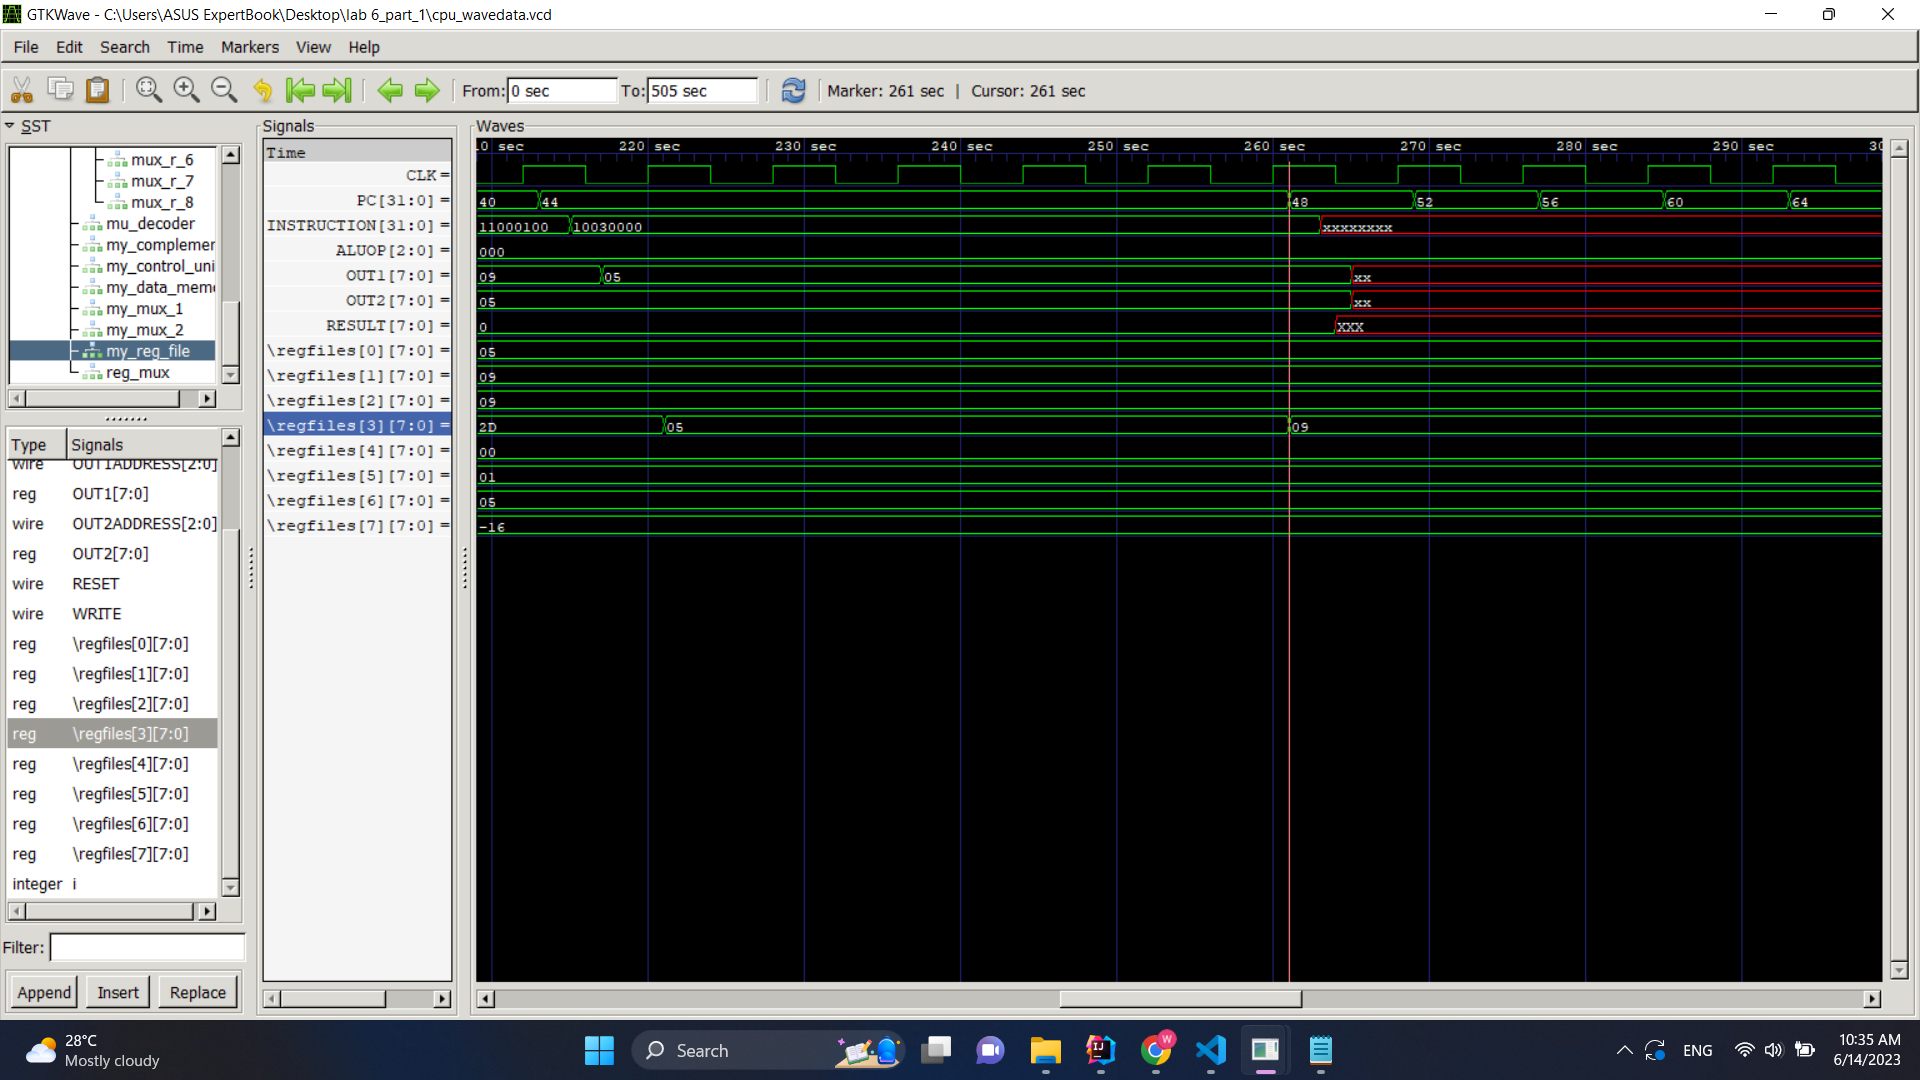 GTKWave - C:\Users\ASUS ExpertBook\Desktop\lab 6_part_1\cpu_wavedata.vcd
File Edit Search Time Markers View Help
From: 0 sec To: 505 sec Marker: 261 sec | Cursor: 261 sec
SST
mux_r_6
mux_r_7
mux_r_8
mu_decoder
my_complemen
my_control_uni
my_data_mem
my_mux_1
my_mux_2
my_reg_file
reg_mux
Type Signals
wire OUT1ADDRESS[2:0]
reg OUT1[7:0]
wire OUT2ADDRESS[2:0]
reg OUT2[7:0]
wire RESET
wire WRITE
reg \regfiles[0][7:0]
reg \regfiles[1][7:0]
reg \regfiles[2][7:0]
reg \regfiles[3][7:0]
reg \regfiles[4][7:0]
reg \regfiles[5][7:0]
reg \regfiles[6][7:0]
reg \regfiles[7][7:0]
integer i
Filter:
Append Insert Replace
Signals
Time
CLK =
PC[31:0] =
INSTRUCTION[31:0] =
ALUOP[2:0] =
OUT1[7:0] =
OUT2[7:0] =
RESULT[7:0] =
\regfiles[0][7:0] =
\regfiles[1][7:0] =
\regfiles[2][7:0] =
\regfiles[3][7:0] =
\regfiles[4][7:0] =
\regfiles[5][7:0] =
\regfiles[6][7:0] =
\regfiles[7][7:0] =
Waves
10 sec 220 sec 230 sec 240 sec 250 sec 260 sec 270 sec 280 sec 290 sec 30
40 44 48 52 56 60 64
11000100 10030000 xxxxxxxx
000
09 05 xx
05 xx
0 XXX
05
09
09
2D 05 09
00
01
05
-16
28°C
Mostly cloudy
Search
W
ENG
10:35 AM
6/14/2023